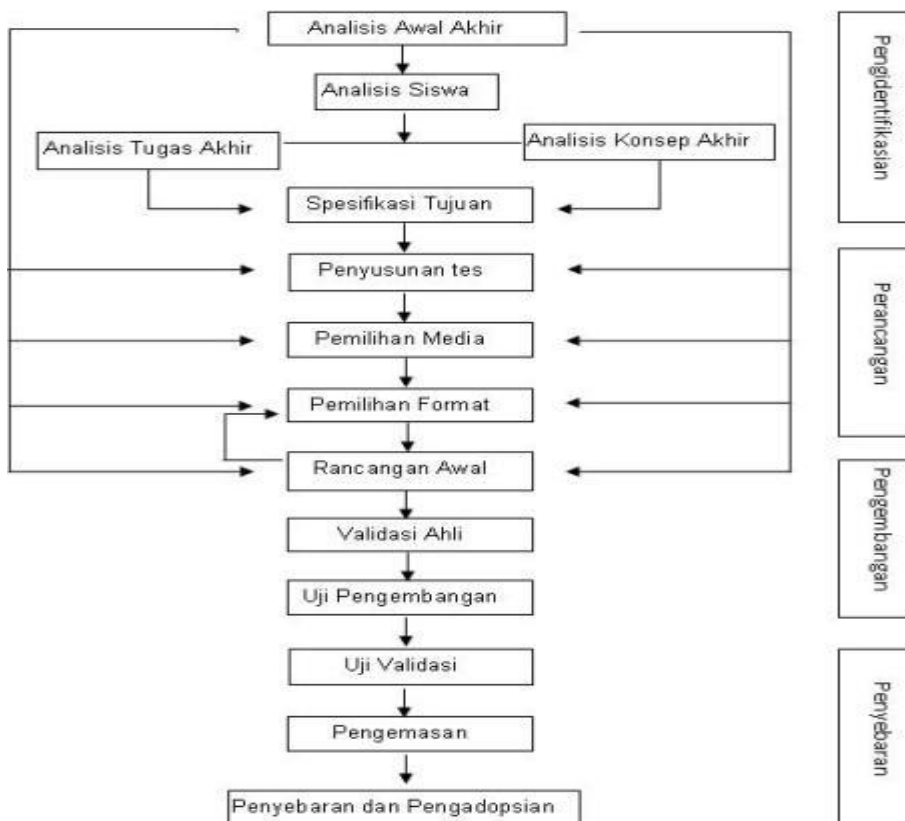 Analisis Awal Akhir
Analisis Siswa
Analisis Tugas Akhir
Analisis Konsep Akhir
Spesifikasi Tujuan
Penyusunan tes
Pemilihan Media
Pemilihan Format
Rancangan Awal
Validasi Ahli
Uji Pengembangan
Uji Validasi
Pengemasan
Penyebaran dan Pengadopsian
Pengidentifikasian
Perancangan
Pengembangan
Penyebaran